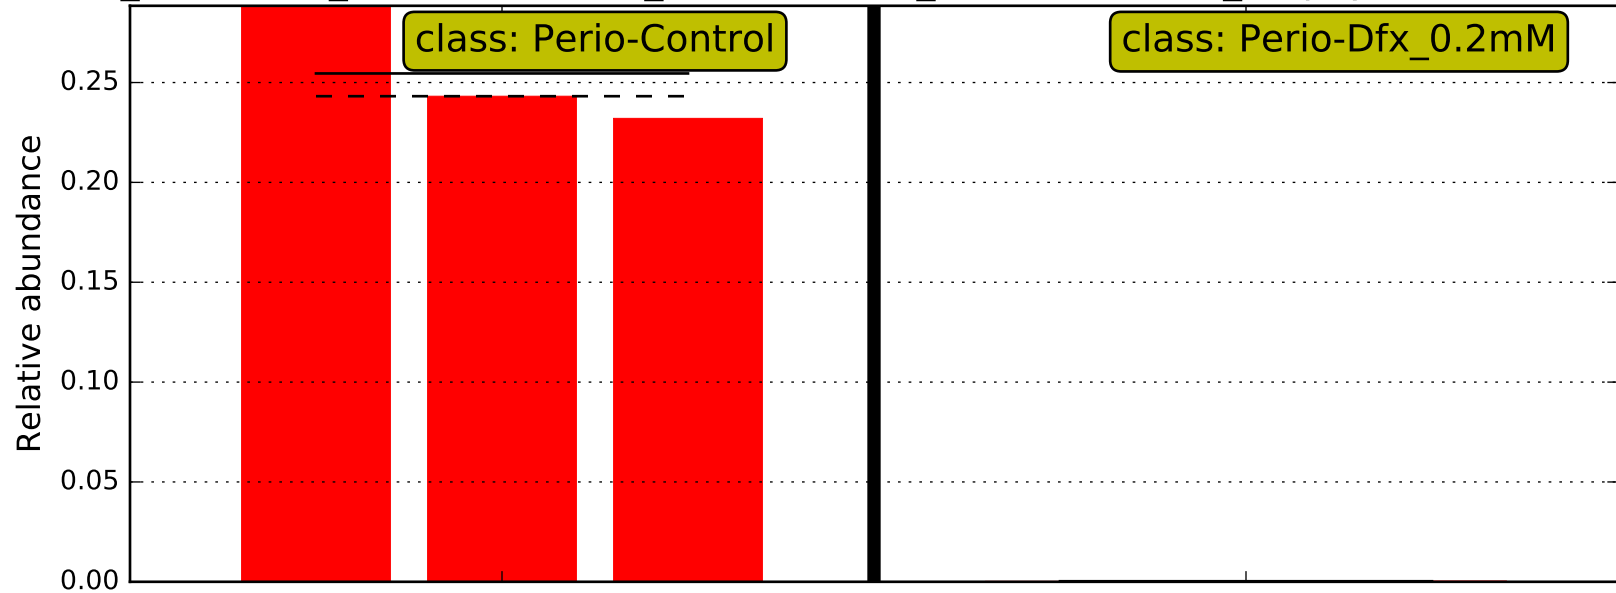 class: Perio-Control
class: Perio-Dfx_0.2mM
0.25
0.20
0.15
0.10
0.05
0.00
Relative abundance